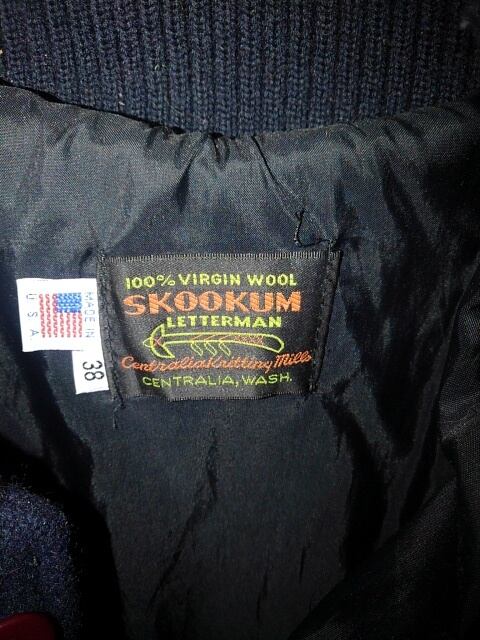 100% VIRGIN WOOL
SKOOKUM
LETTERMAN
Centralia Knitting Mills
CENTRALIA, WASH.
MADE IN
U S A
38